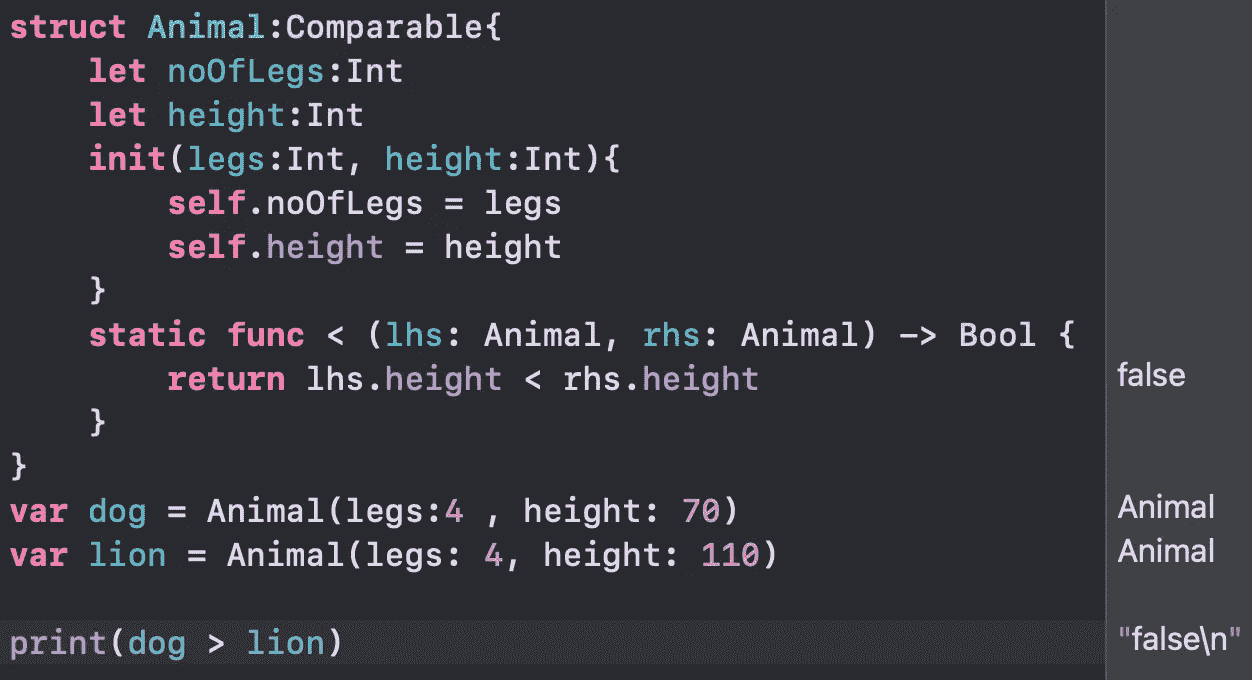 struct Animal:Comparable{
    let noOfLegs:Int
    let height:Int
    init(legs:Int, height:Int){
        self.noOfLegs = legs
        self.height = height
    }
    static func < (lhs: Animal, rhs: Animal) -> Bool {
        return lhs.height < rhs.height false
    }
}
var dog = Animal(legs:4 , height: 70) Animal
var lion = Animal(legs: 4, height: 110) Animal
print(dog > lion) "false\n"